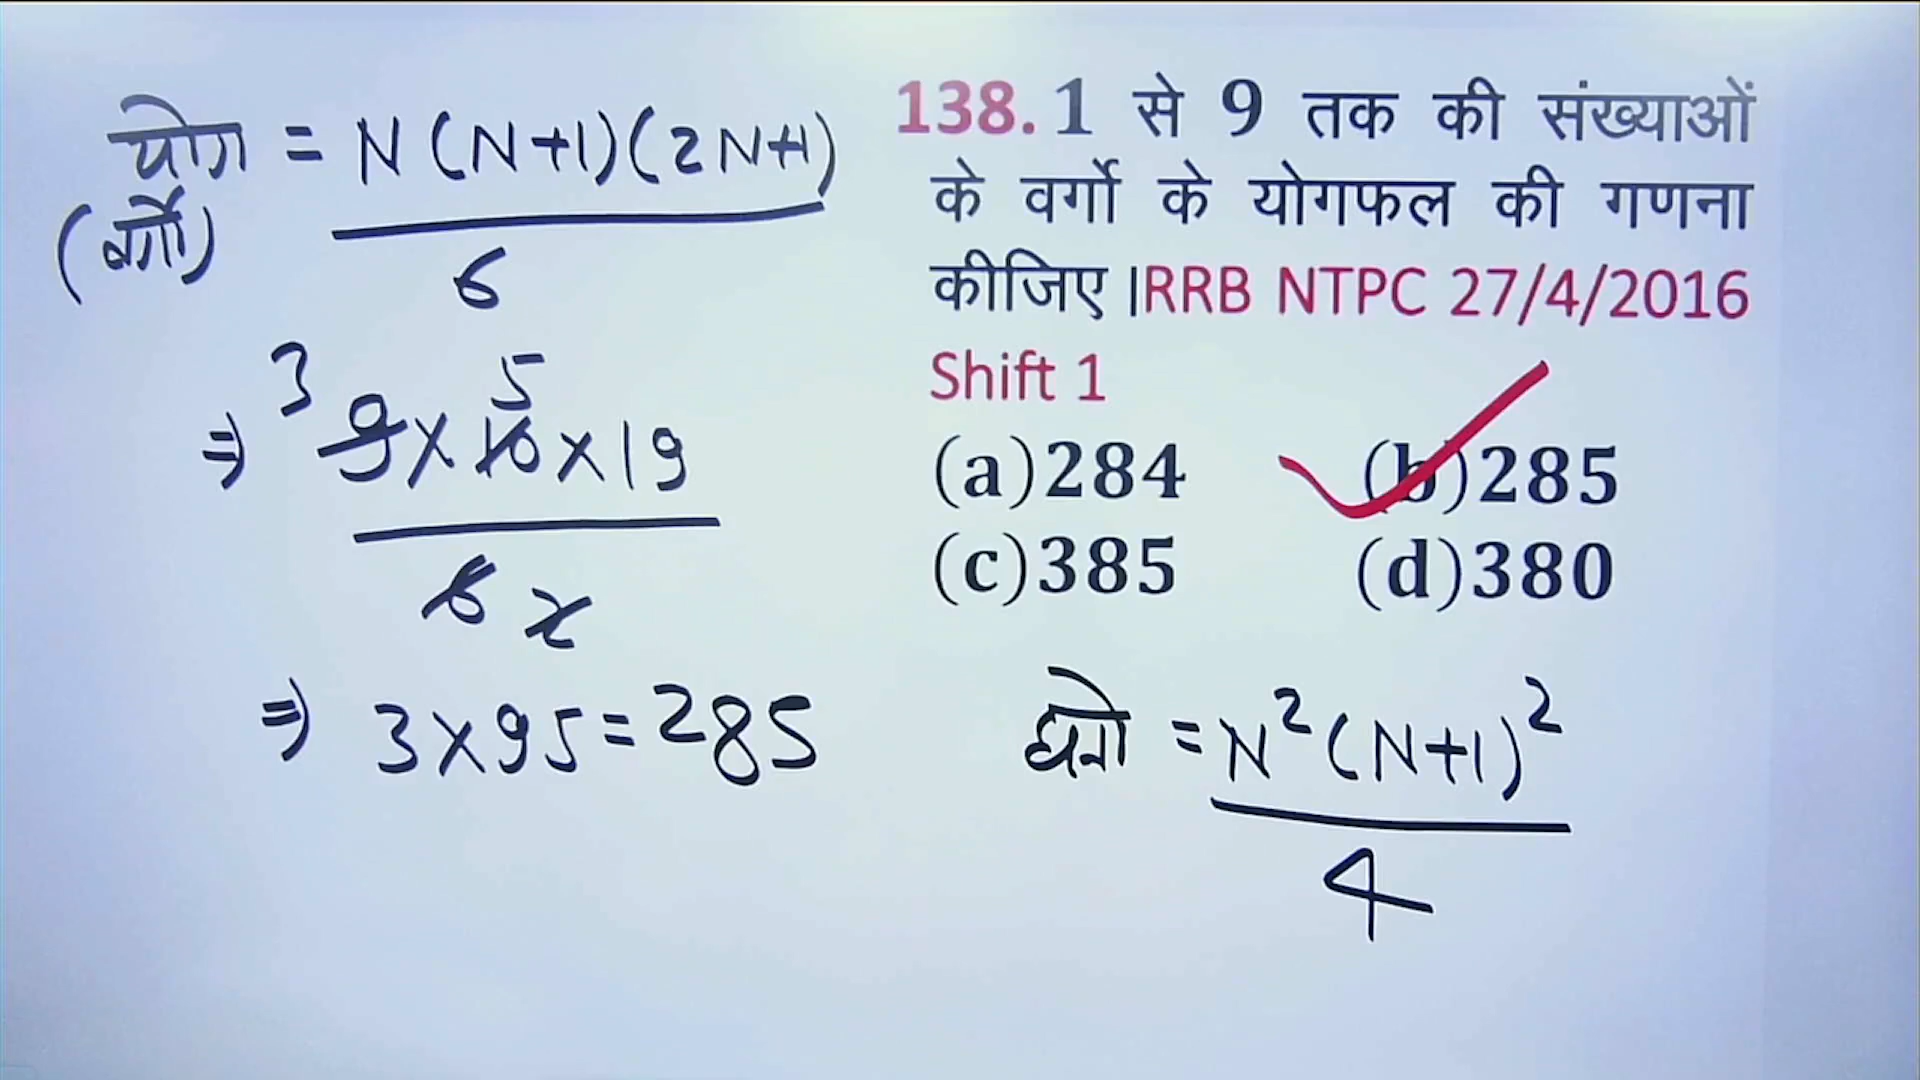 योग = N(N+1)(2N+1)
(वर्गो)
6
3 5
⇒ 9×10×19
6 2
⇒ 3×95=285
138. 1 से 9 तक की संख्याओं
के वर्गो के योगफल की गणना
कीजिए |RRB NTPC 27/4/2016
Shift 1
(a)284 (b)285
(c)385 (d)380
घनो = N²(N+1)²
4